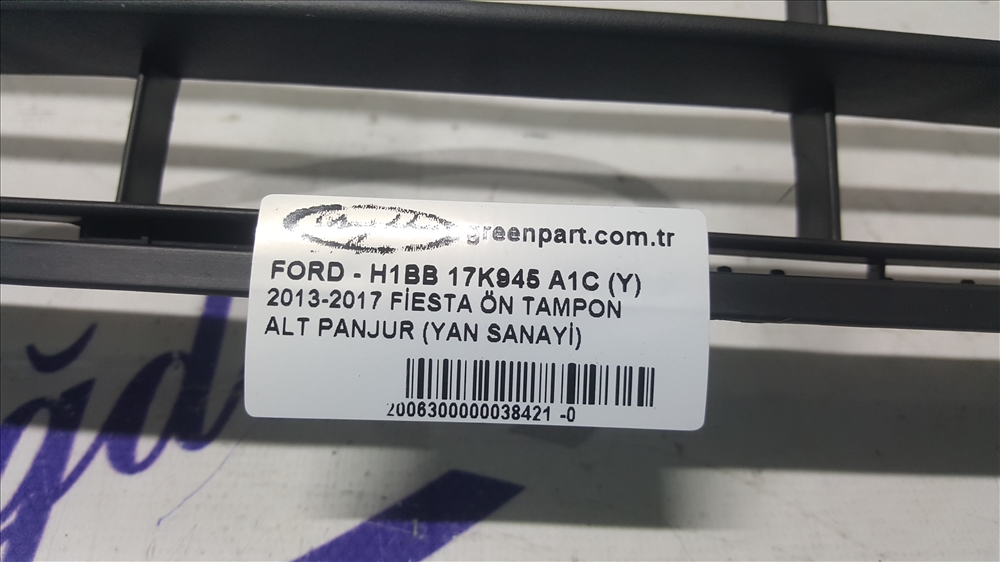 greenpart.com.tr
FORD - H1BB 17K945 A1C (Y)
2013-2017 FİESTA ÖN TAMPON
ALT PANJUR (YAN SANAYİ)
2006300000038421 -0
ğd